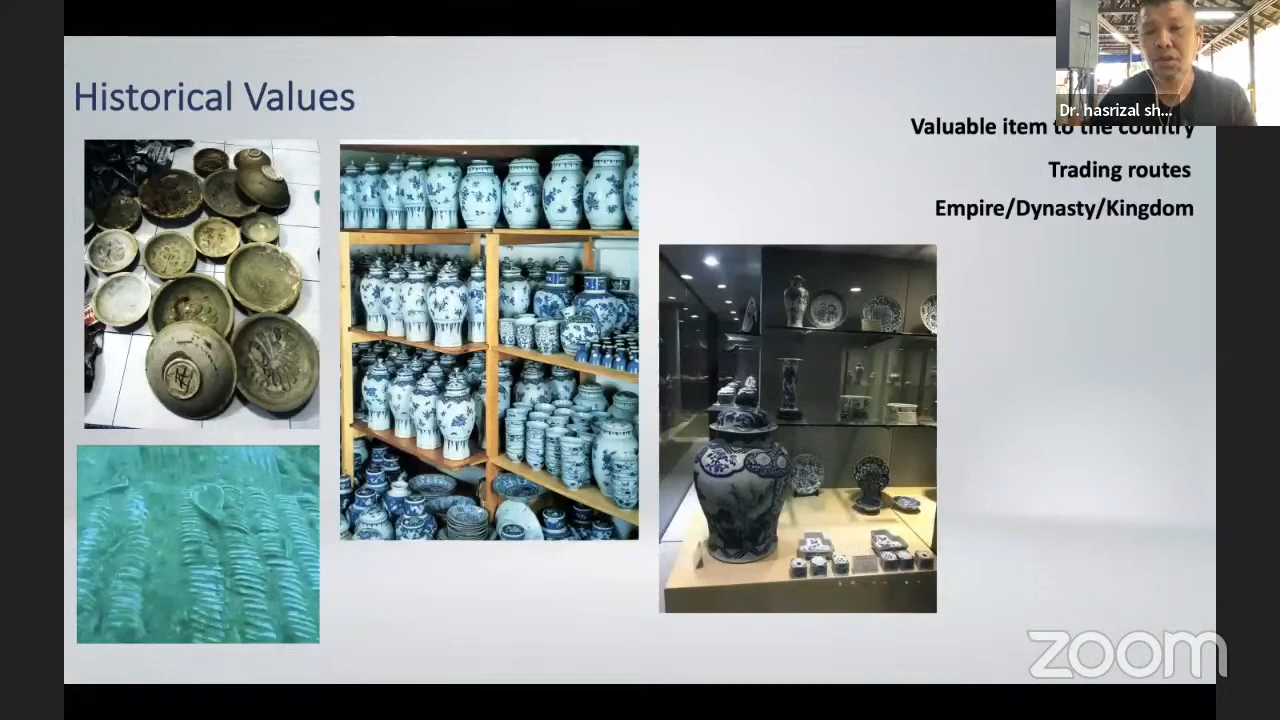 Historical Values
Dr. hasrizal sh...
Valuable item to the country
Trading routes
Empire/Dynasty/Kingdom
zoom